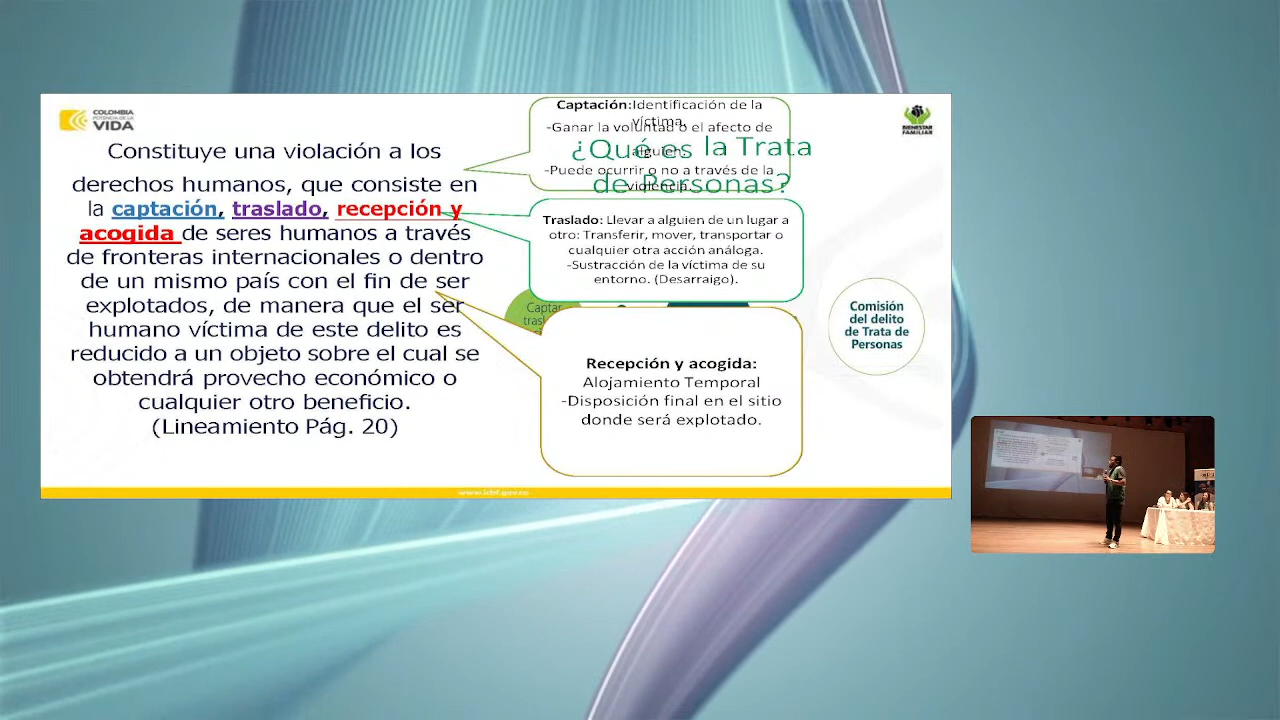 COLOMBIA
POTENCIA DE LA
VIDA
Constituye una violación a los
derechos humanos, que consiste en
la captación, traslado, recepción y
acogida de seres humanos a través
de fronteras internacionales o dentro
de un mismo país con el fin de ser
explotados, de manera que el ser
humano víctima de este delito es
reducido a un objeto sobre el cual se
obtendrá provecho económico o
cualquier otro beneficio.
(Lineamiento Pág. 20)
Captación:Identificación de la
víctima.
-Ganar la voluntad o el afecto de
alguien.
-Puede ocurrir o no a través de la
violencia.
¿Qué es la Trata
de Personas?
Traslado: Llevar a alguien de un lugar a
otro: Transferir, mover, transportar o
cualquier otra acción análoga.
-Sustracción de la víctima de su
entorno. (Desarraigo).
Captar
Recepción y acogida:
Alojamiento Temporal
-Disposición final en el sitio
donde será explotado.
BIENESTAR
FAMILIAR
Comisión
del delito
de Trata de
Personas
www.icbf.gov.co